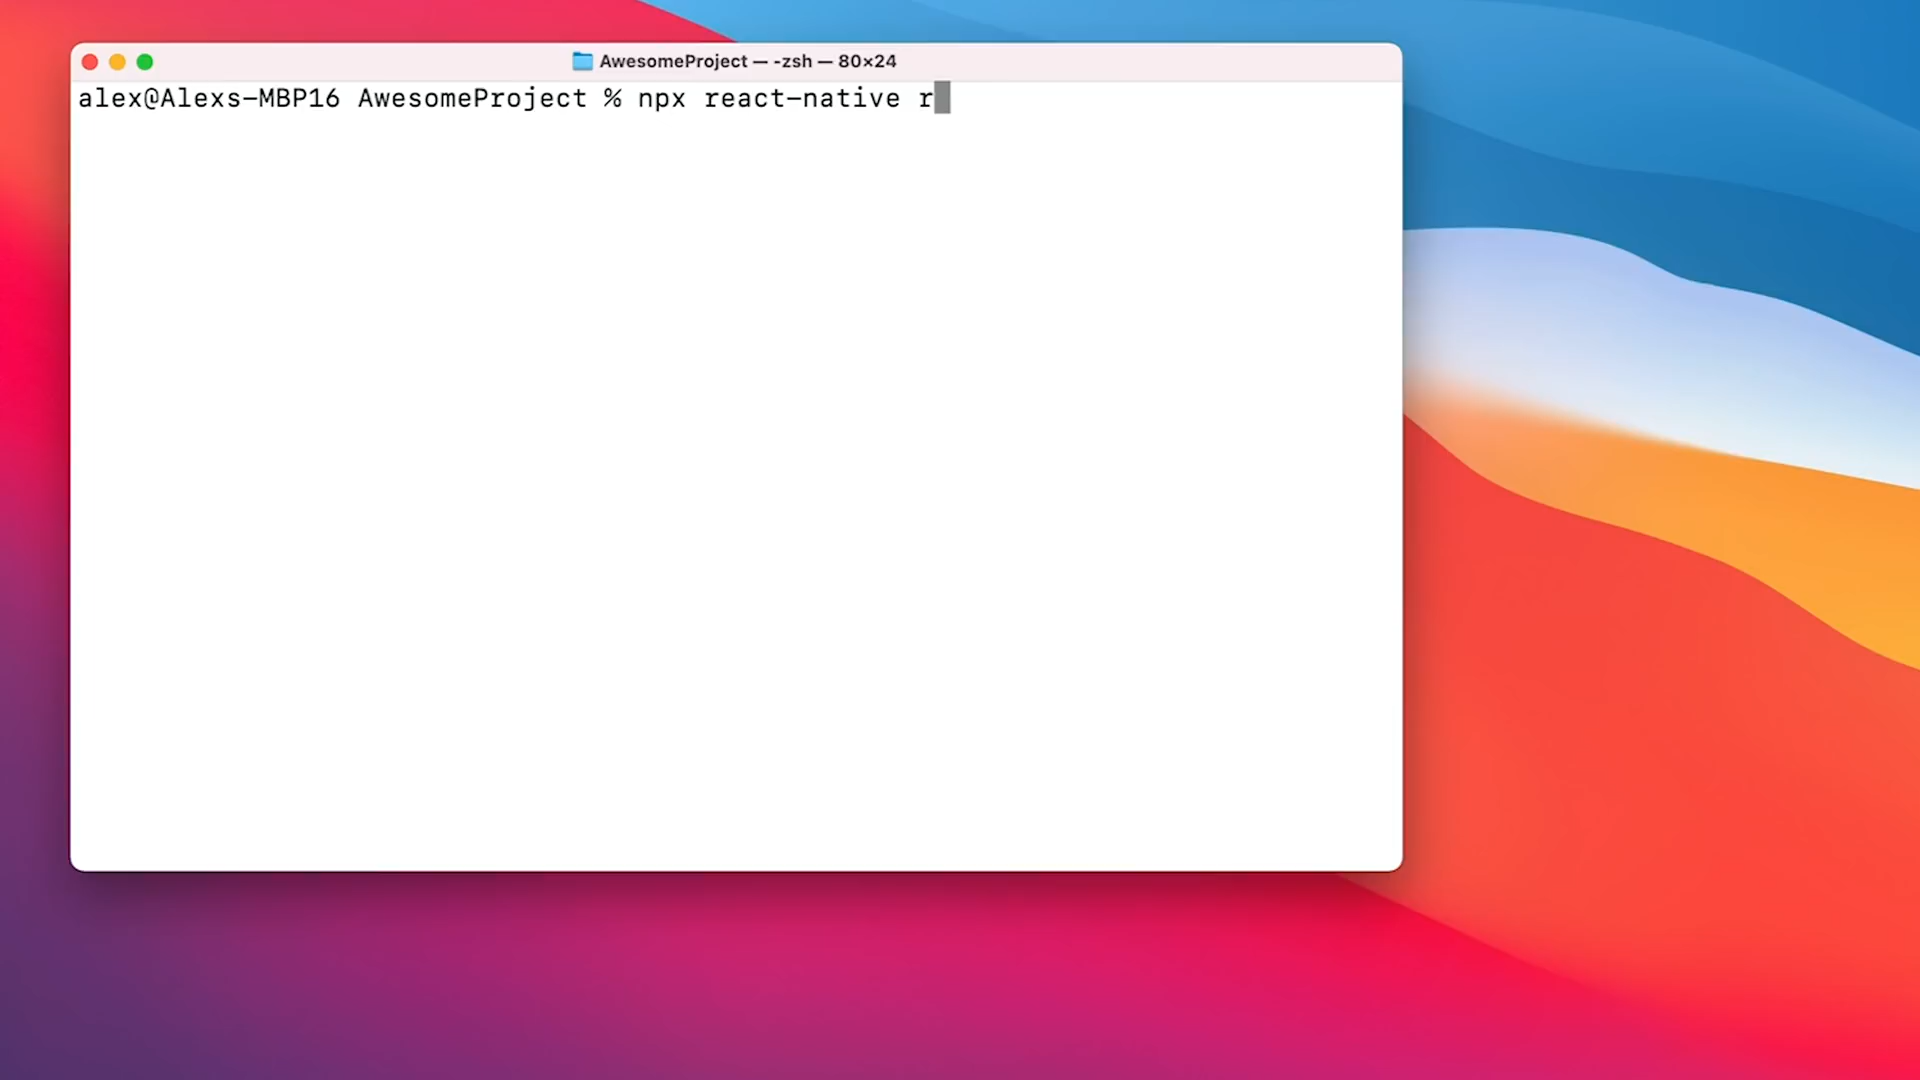 AwesomeProject — -zsh — 80×24
alex@Alexs-MBP16 AwesomeProject % npx react-native r